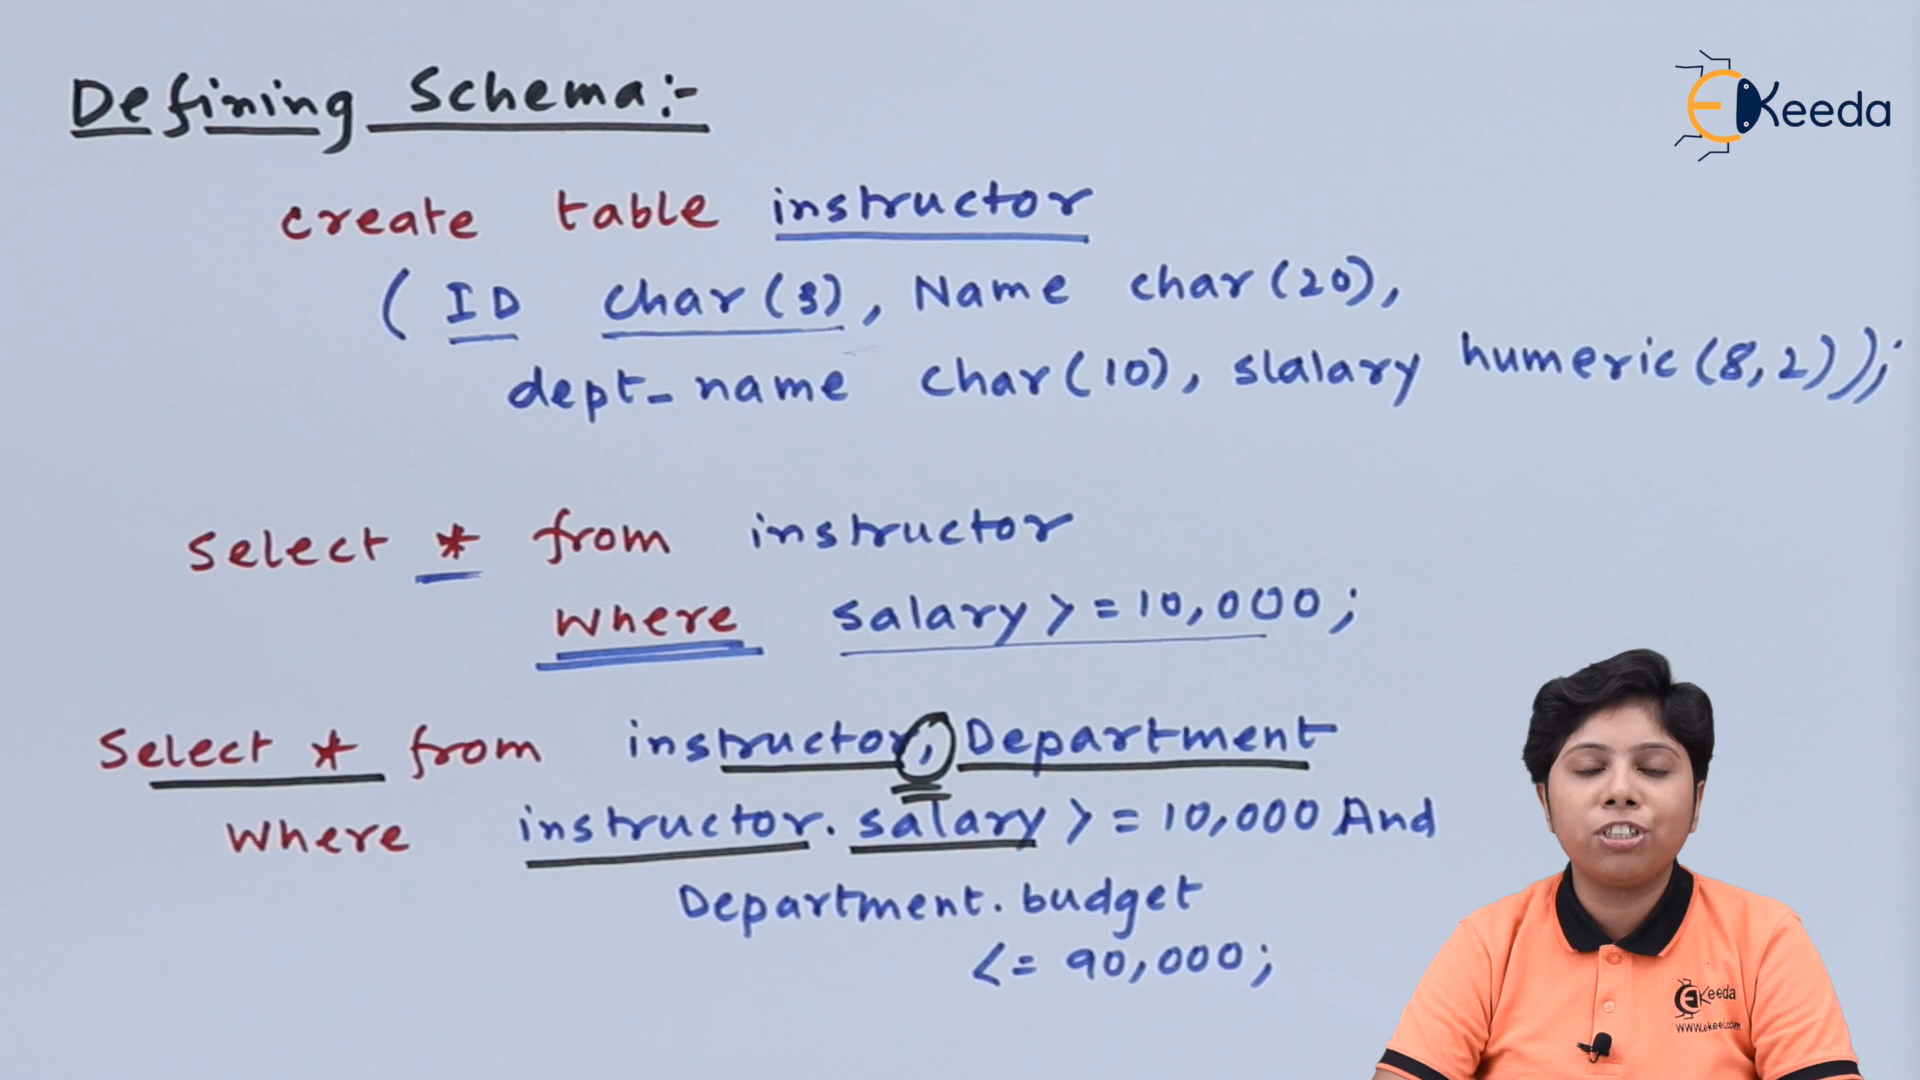 Defining Schema:-
EKeeda
create table instructor
( ID char(3), Name char(20),
dept_name char(10), slalary humeric(8,2));
Select * from instructor
where salary >= 10,000;
Select * from instructor, Department
where instructor. salary >= 10,000 And
Department. budget
<= 90,000;
EKeeda